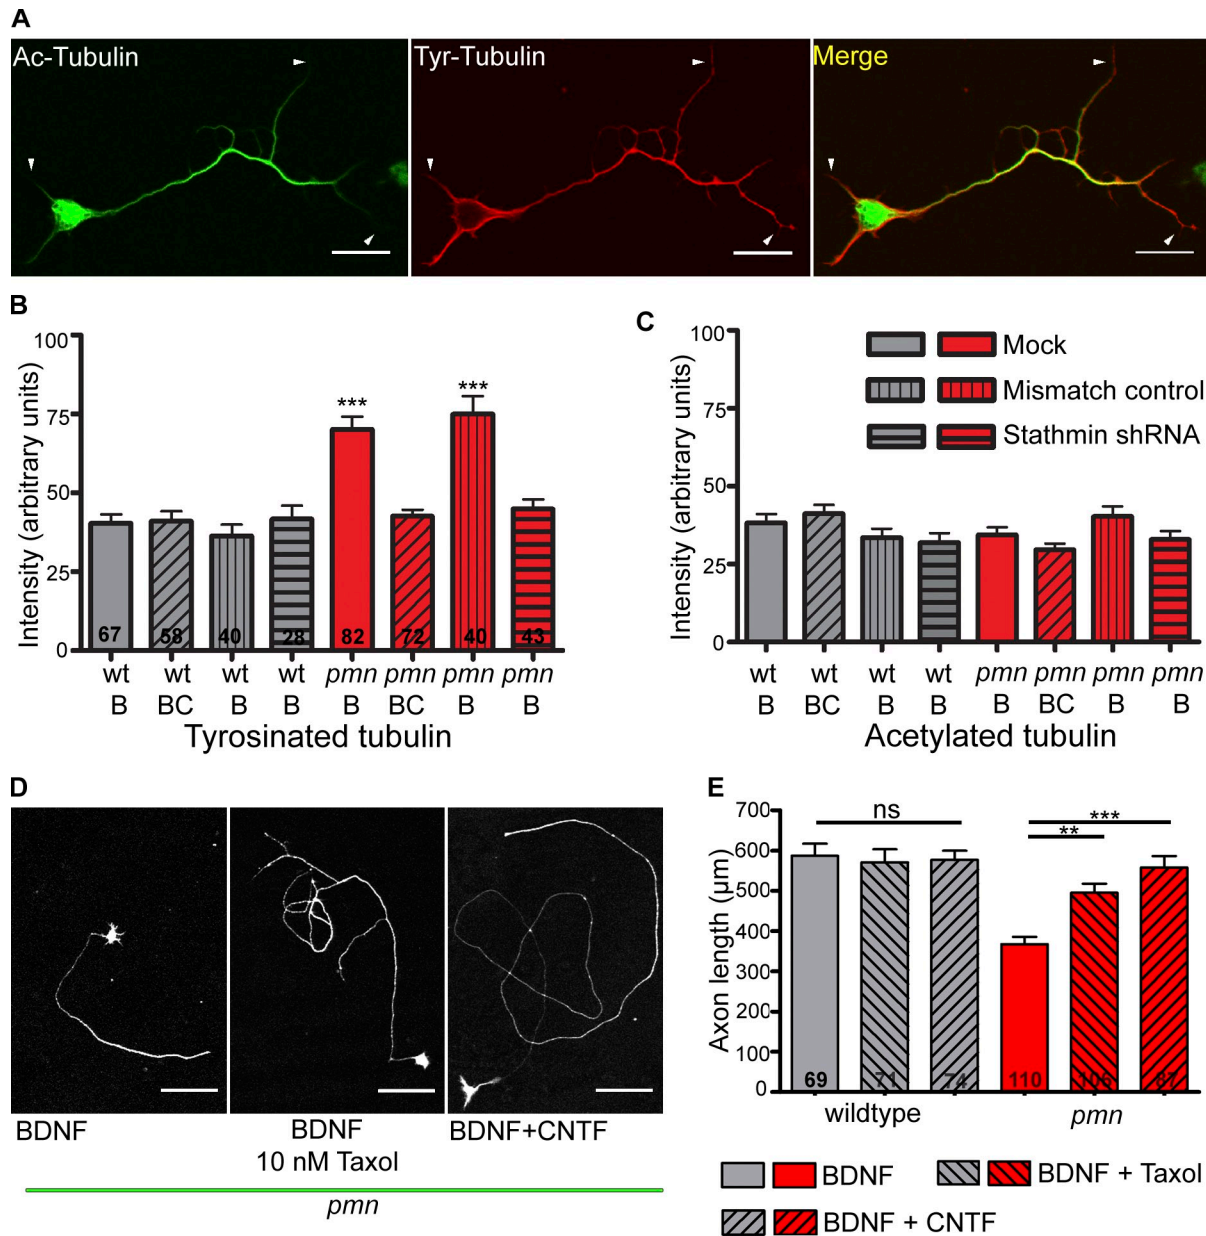 A
Ac-Tubulin Tyr-Tubulin Merge
B
Intensity (arbitrary units)
100
75
50
25
0
*** ***
67 58 40 28 82 72 40 43
wt wt wt wt pmn pmn pmn pmn
B BC B B B BC B B
Tyrosinated tubulin
C
Intensity (arbitrary units)
100
75
50
25
0
Mock
Mismatch control
Stathmin shRNA
wt wt wt wt pmn pmn pmn pmn
B BC B B B BC B B
Acetylated tubulin
D
BDNF
BDNF
10 nM Taxol
BDNF+CNTF
pmn
E
Axon length (µm)
700
600
500
400
300
200
100
0
ns
***
**
69 71 74 110 106 87
wildtype pmn
BDNF
BDNF + Taxol
BDNF + CNTF